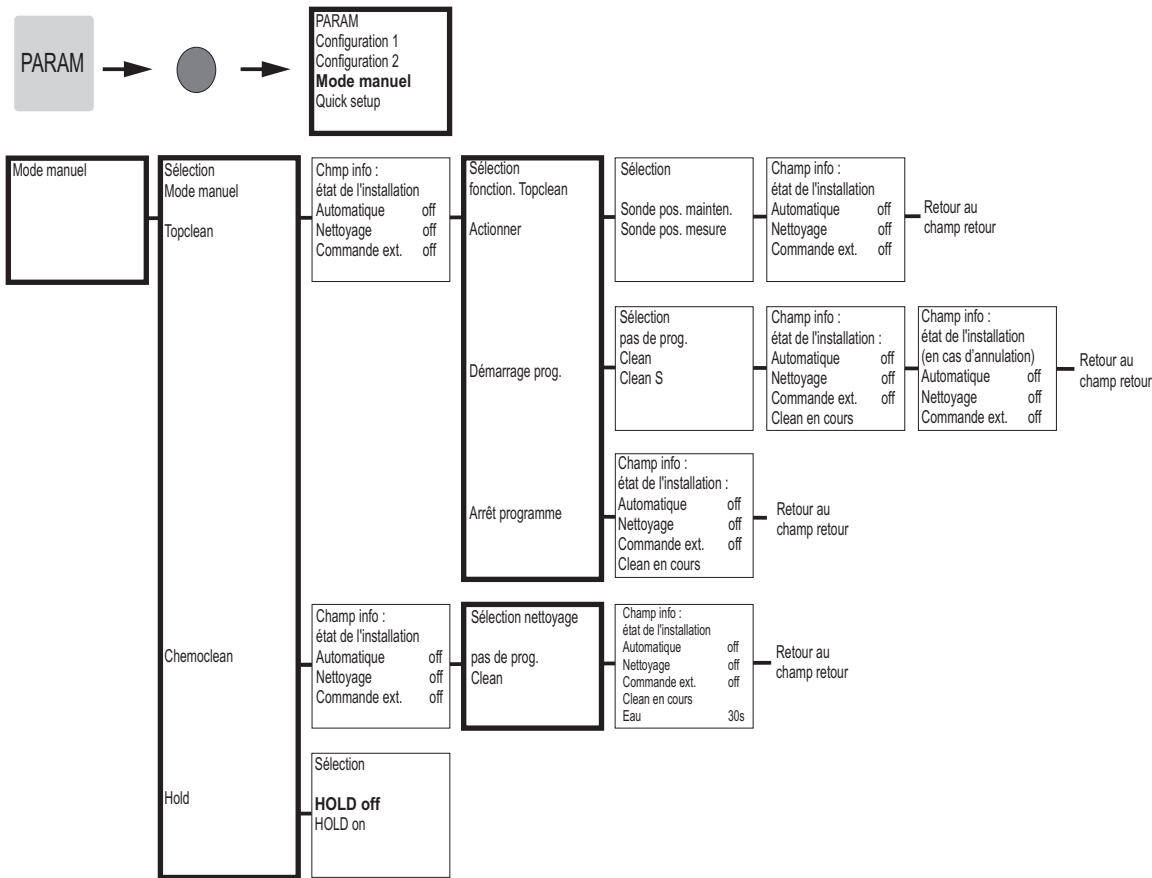 PARAM
PARAM
Configuration 1
Configuration 2
Mode manuel
Quick setup
Mode manuel
Sélection
Mode manuel
Topclean
Chmp info :
état de l'installation
Automatique off
Nettoyage off
Commande ext. off
Sélection
fonction. Topclean
Actionner
Sélection
Sonde pos. mainten.
Sonde pos. mesure
Champ info :
état de l'installation
Automatique off
Nettoyage off
Commande ext. off
Retour au
champ retour
Démarrage prog.
Sélection
pas de prog.
Clean
Clean S
Champ info :
état de l'installation :
Automatique off
Nettoyage off
Commande ext. off
Clean en cours
Champ info :
état de l'installation
(en cas d'annulation)
Automatique off
Nettoyage off
Commande ext. off
Retour au
champ retour
Arrêt programme
Champ info :
état de l'installation :
Automatique off
Nettoyage off
Commande ext. off
Clean en cours
Retour au
champ retour
Chemoclean
Champ info :
état de l'installation
Automatique off
Nettoyage off
Commande ext. off
Sélection nettoyage
pas de prog.
Clean
Champ info :
état de l'installation
Automatique off
Nettoyage off
Commande ext. off
Clean en cours
Eau 30s
Retour au
champ retour
Hold
Sélection
HOLD off
HOLD on